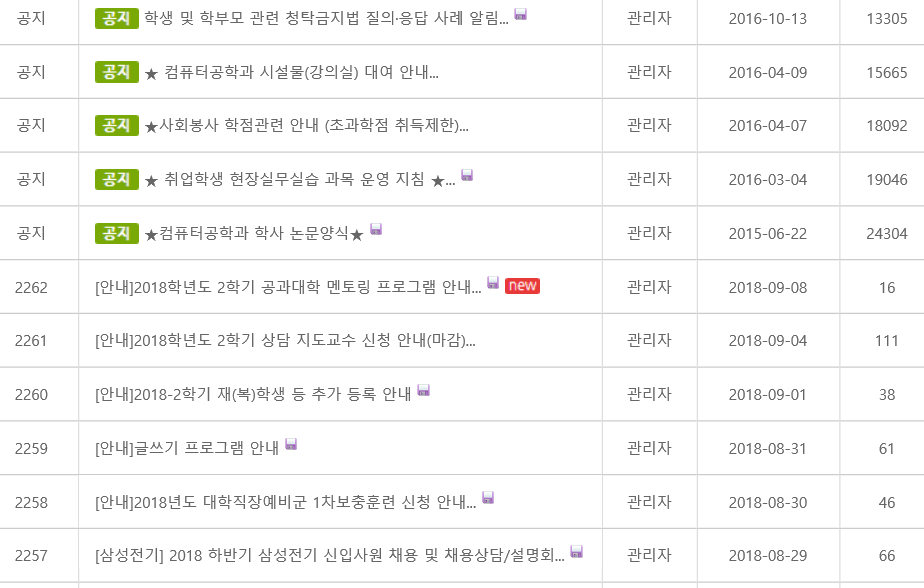 공지 공지 학생 및 학부모 관련 청탁금지법 질의·응답 사례 알림... 관리자 2016-10-13 13305
공지 공지 ★ 컴퓨터공학과 시설물(강의실) 대여 안내... 관리자 2016-04-09 15665
공지 공지 ★사회봉사 학점관련 안내 (초과학점 취득제한)... 관리자 2016-04-07 18092
공지 공지 ★ 취업학생 현장실무실습 과목 운영 지침 ★... 관리자 2016-03-04 19046
공지 공지 ★컴퓨터공학과 학사 논문양식★ 관리자 2015-06-22 24304
2262 [안내]2018학년도 2학기 공과대학 멘토링 프로그램 안내... new 관리자 2018-09-08 16
2261 [안내]2018학년도 2학기 상담 지도교수 신청 안내(마감)... 관리자 2018-09-04 111
2260 [안내]2018-2학기 재(복)학생 등 추가 등록 안내 관리자 2018-09-01 38
2259 [안내]글쓰기 프로그램 안내 관리자 2018-08-31 61
2258 [안내]2018년도 대학직장예비군 1차보충훈련 신청 안내... 관리자 2018-08-30 46
2257 [삼성전기] 2018 하반기 삼성전기 신입사원 채용 및 채용상담/설명회... 관리자 2018-08-29 66